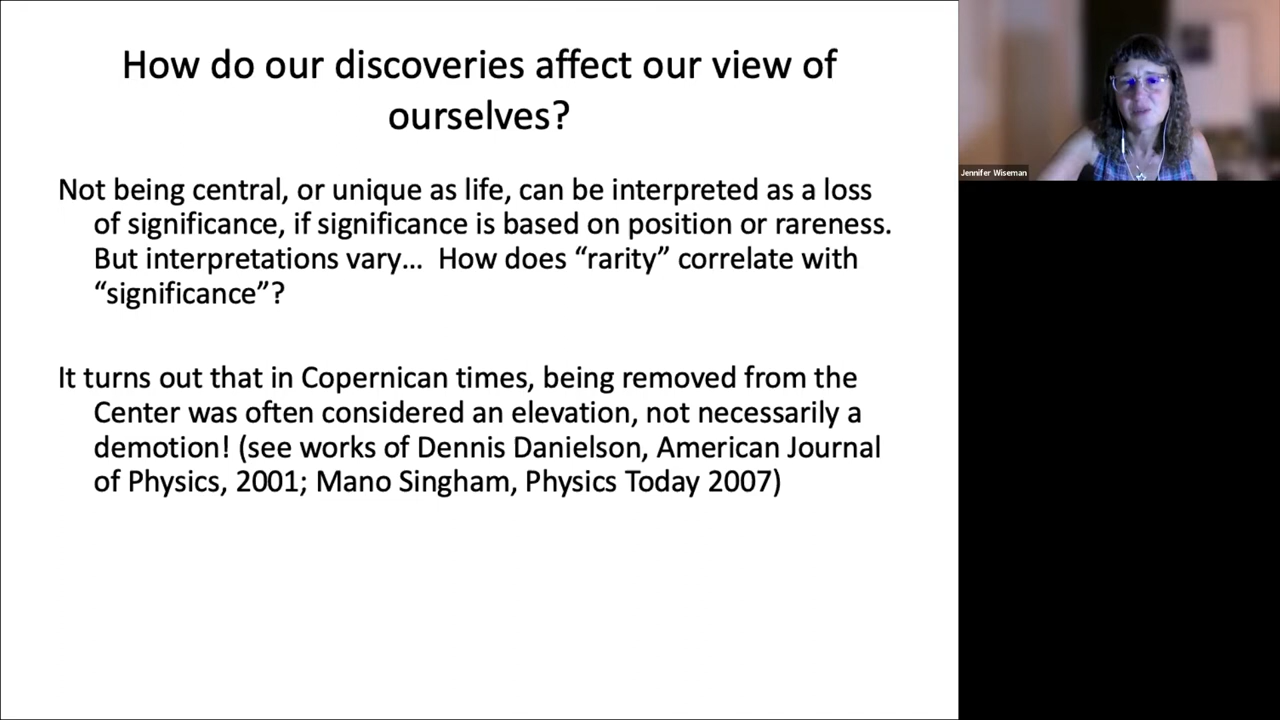 How do our discoveries affect our view of
ourselves?
Not being central, or unique as life, can be interpreted as a loss
of significance, if significance is based on position or rareness.
But interpretations vary… How does “rarity” correlate with
“significance”?
It turns out that in Copernican times, being removed from the
Center was often considered an elevation, not necessarily a
demotion! (see works of Dennis Danielson, American Journal
of Physics, 2001; Mano Singham, Physics Today 2007)
Jennifer Wiseman